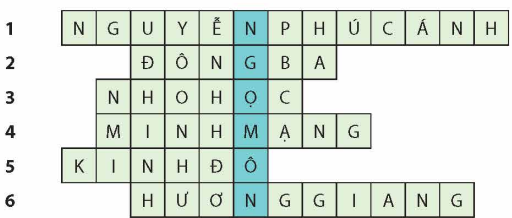 1 N G U Y Ễ N P H Ú C Á N H
2 Đ Ô N G B A
3 N H O H Ọ C
4 M I N H M Ạ N G
5 K I N H Đ Ô
6 H Ư Ơ N G G I A N G